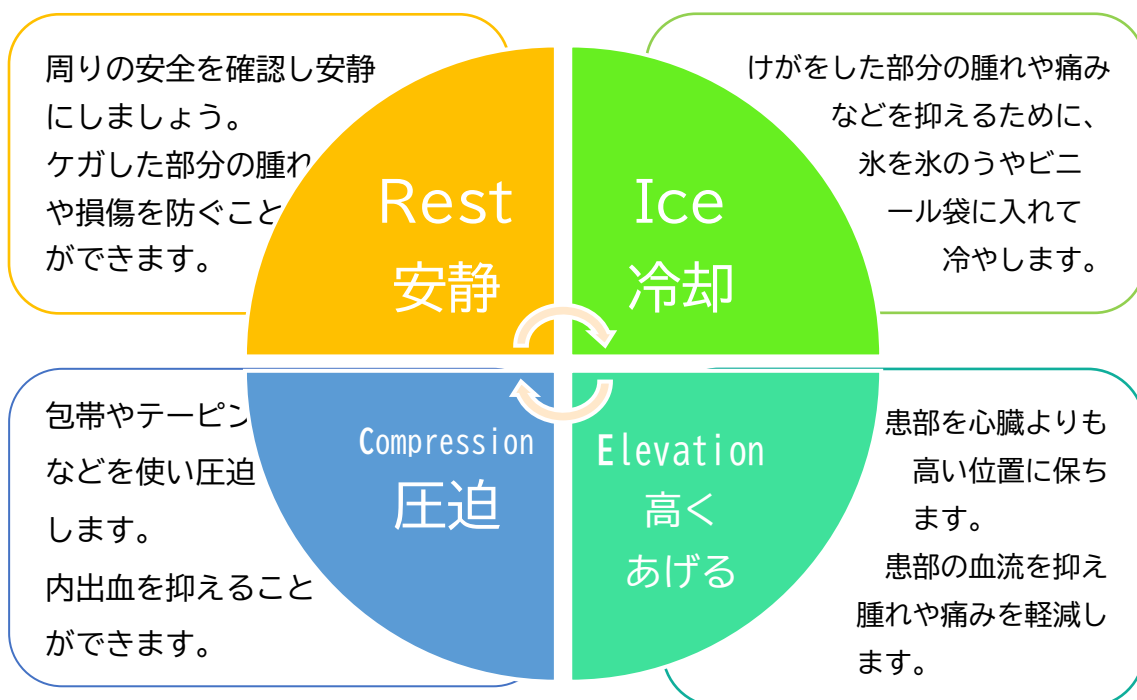 周りの安全を確認し安静
にしましょう。
ケガした部分の腫れ
や損傷を防ぐこと
ができます。
Rest
安静
Ice
冷却
けがをした部分の腫れや痛み
などを抑えるために、
氷を氷のうやビニ
ール袋に入れて
冷やします。
包帯やテーピン
などを使い圧迫
します。
内出血を抑えること
ができます。
Compression
圧迫
Elevation
高く
あげる
患部を心臓よりも
高い位置に保ち
ます。
患部の血流を抑え
腫れや痛みを軽減し
ます。